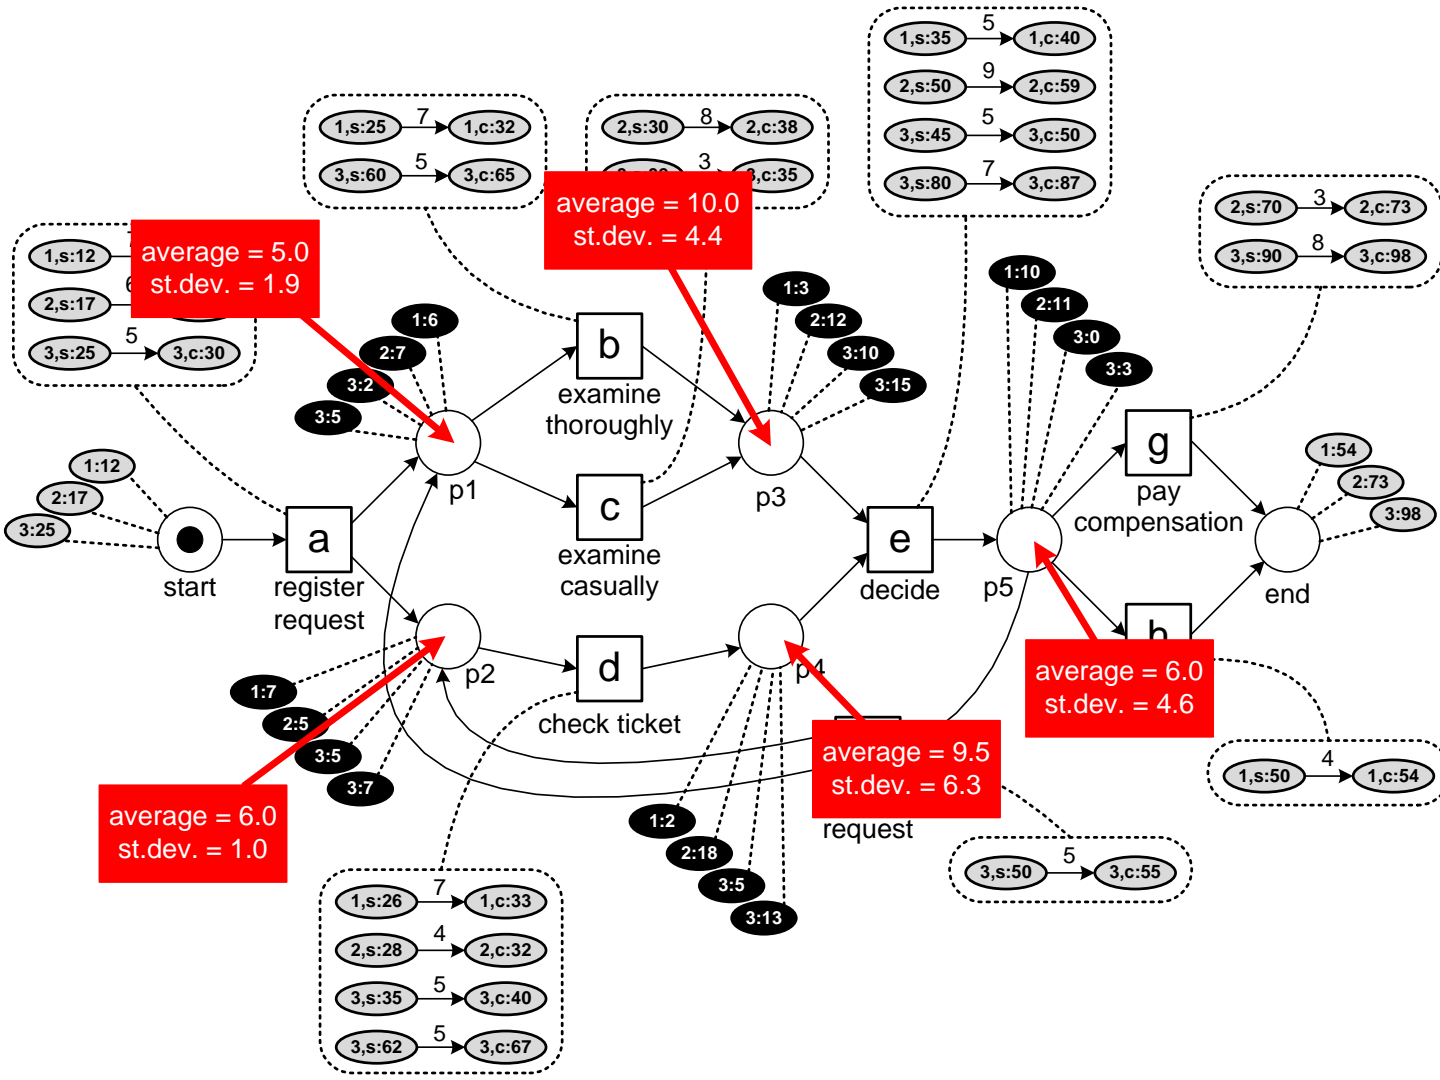 1,s:35
5
1,c:40
2,s:50
9
2,c:59
3,s:45
5
3,c:50
3,s:80
7
3,c:87
1,s:25
7
1,c:32
3,s:60
5
3,c:65
2,s:30
8
2,c:38
3
3,c:35
average = 10.0
st.dev. = 4.4
2,s:70
3
2,c:73
3,s:90
8
3,c:98
1,s:12
2,s:17
3,s:25
5
3,c:30
average = 5.0
st.dev. = 1.9
1:6
2:7
3:2
3:5
1:3
2:12
3:10
3:15
1:10
2:11
3:0
3:3
1:12
2:17
3:25
1:54
2:73
3:98
start
a
register
request
p1
b
examine
thoroughly
c
examine
casually
p3
e
decide
p5
g
pay
compensation
end
p2
d
check ticket
p4
1:7
2:5
3:5
3:7
average = 6.0
st.dev. = 1.0
1:2
2:18
3:5
3:13
average = 9.5
st.dev. = 6.3
request
average = 6.0
st.dev. = 4.6
1,s:50
4
1,c:54
3,s:50
5
3,c:55
1,s:26
7
1,c:33
2,s:28
4
2,c:32
3,s:35
5
3,c:40
3,s:62
5
3,c:67